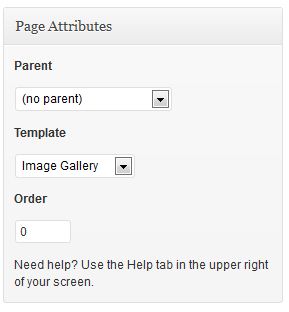 Page Attributes
Parent
(no parent)
Template
Image Gallery
Order
0
Need help? Use the Help tab in the upper right
of your screen.